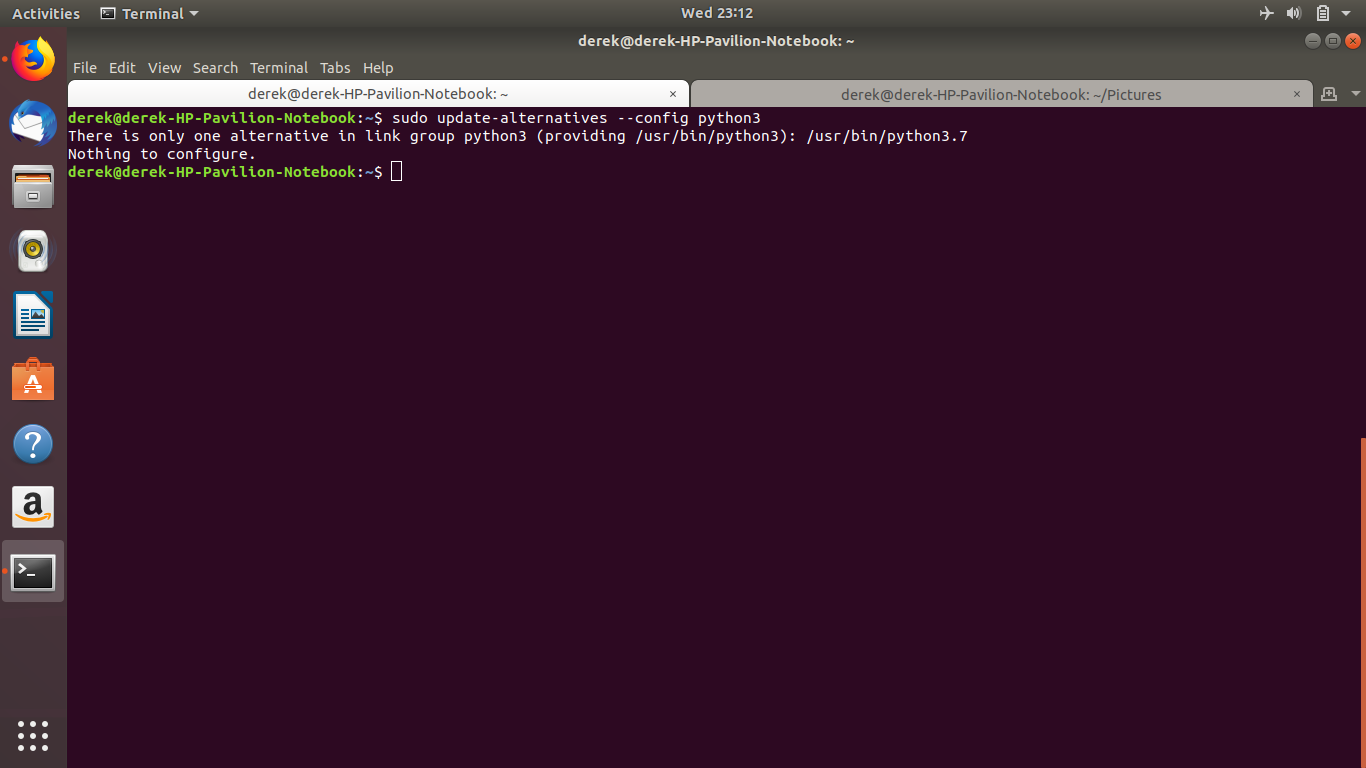 Activities Terminal Wed 23:12
derek@derek-HP-Pavilion-Notebook: ~
File Edit View Search Terminal Tabs Help
derek@derek-HP-Pavilion-Notebook: ~ × derek@derek-HP-Pavilion-Notebook: ~/Pictures ×
derek@derek-HP-Pavilion-Notebook:~$ sudo update-alternatives --config python3
There is only one alternative in link group python3 (providing /usr/bin/python3): /usr/bin/python3.7
Nothing to configure.
derek@derek-HP-Pavilion-Notebook:~$
A
?
a
>_